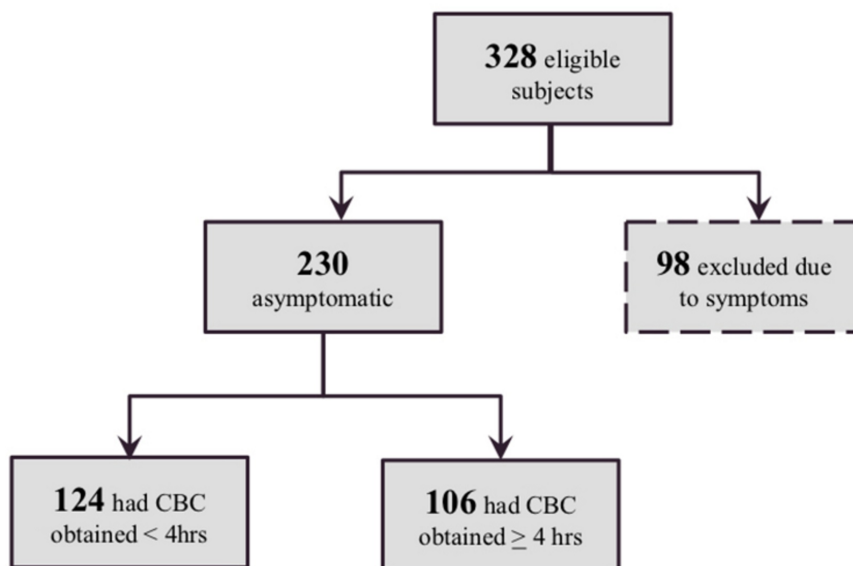 328 eligible
subjects
230
asymptomatic
98 excluded due
to symptoms
124 had CBC
obtained < 4hrs
106 had CBC
obtained ≥ 4 hrs